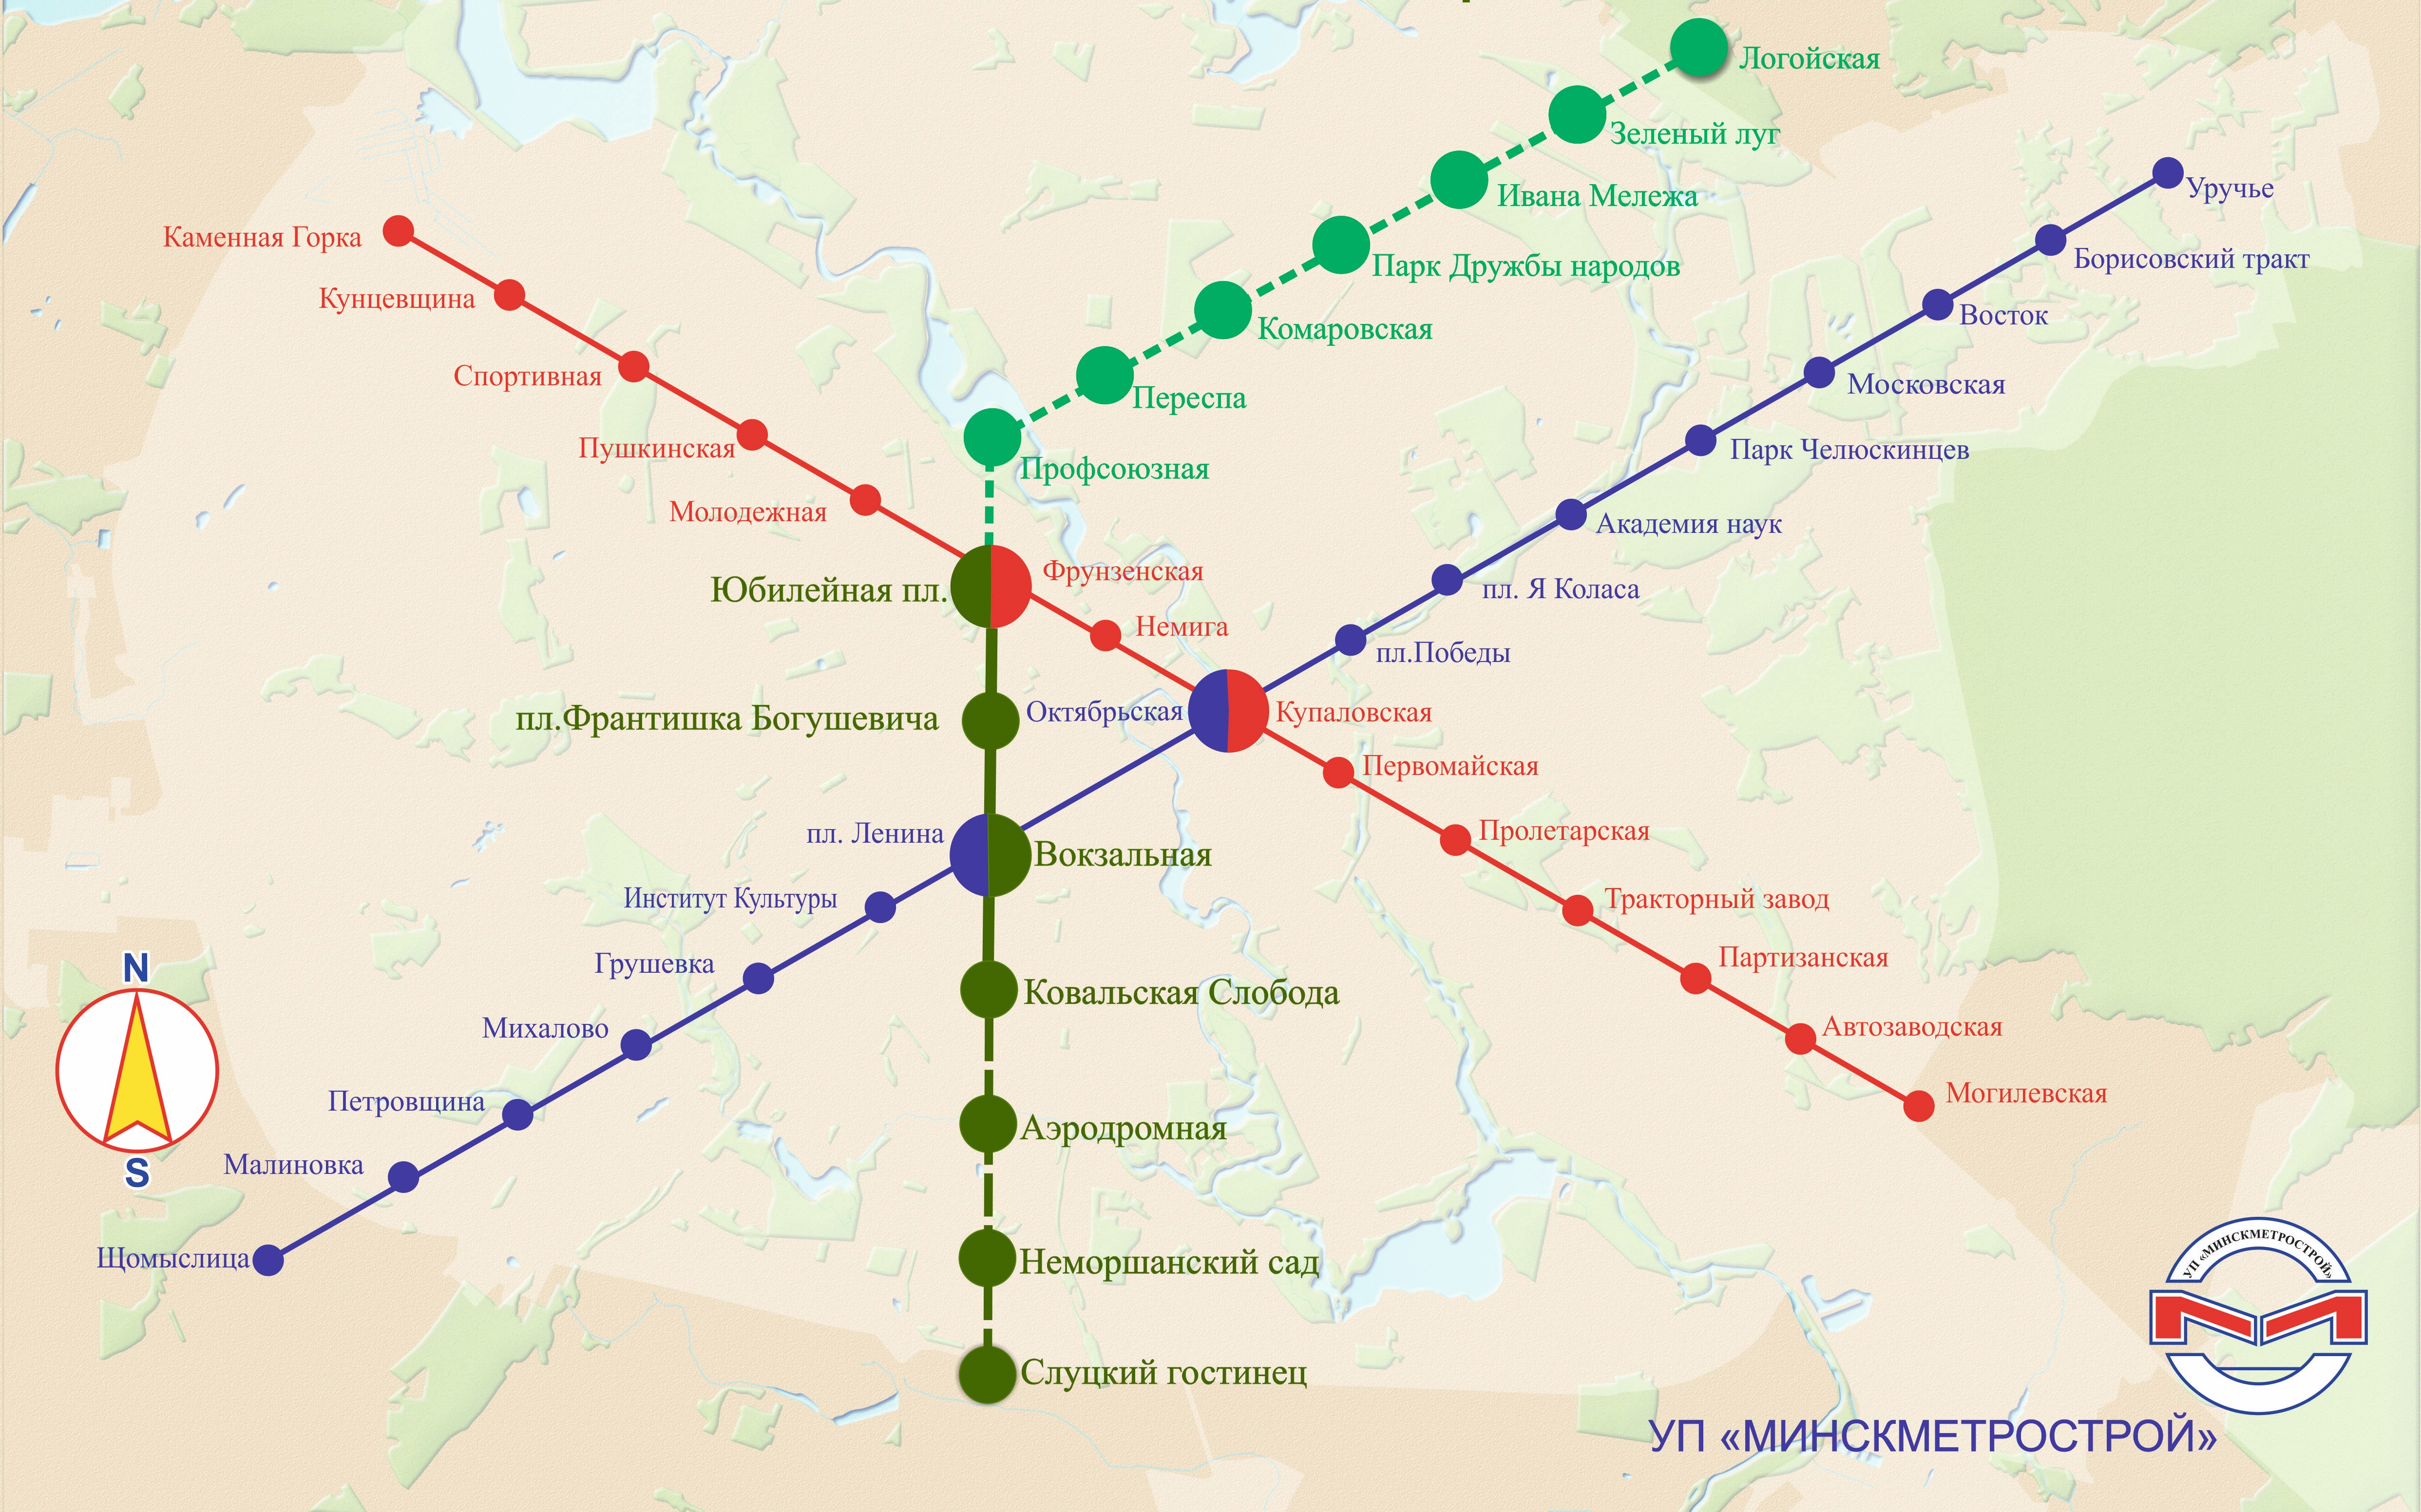 Логойская
Зеленый луг
Ивана Мележа
Парк Дружбы народов
Комаровская
Переспа
Профсоюзная
Уручье
Борисовский тракт
Восток
Московская
Парк Челюскинцев
Академия наук
пл. Я Коласа
пл.Победы
Каменная Горка
Кунцевщина
Спортивная
Пушкинская
Молодежная
Юбилейная пл.
Фрунзенская
Немига
пл.Франтишка Богушевича
Октябрьская
Купаловская
Первомайская
Пролетарская
Тракторный завод
Партизанская
Автозаводская
Могилевская
пл. Ленина
Вокзальная
Институт Культуры
Грушевка
Михалово
Петровщина
Малиновка
Щомыслица
Ковальская Слобода
Аэродромная
Неморшанский сад
Слуцкий гостинец
N
S
УП «МИНСКМЕТРОСТРОЙ»
УП «МИНСКМЕТРОСТРОЙ»